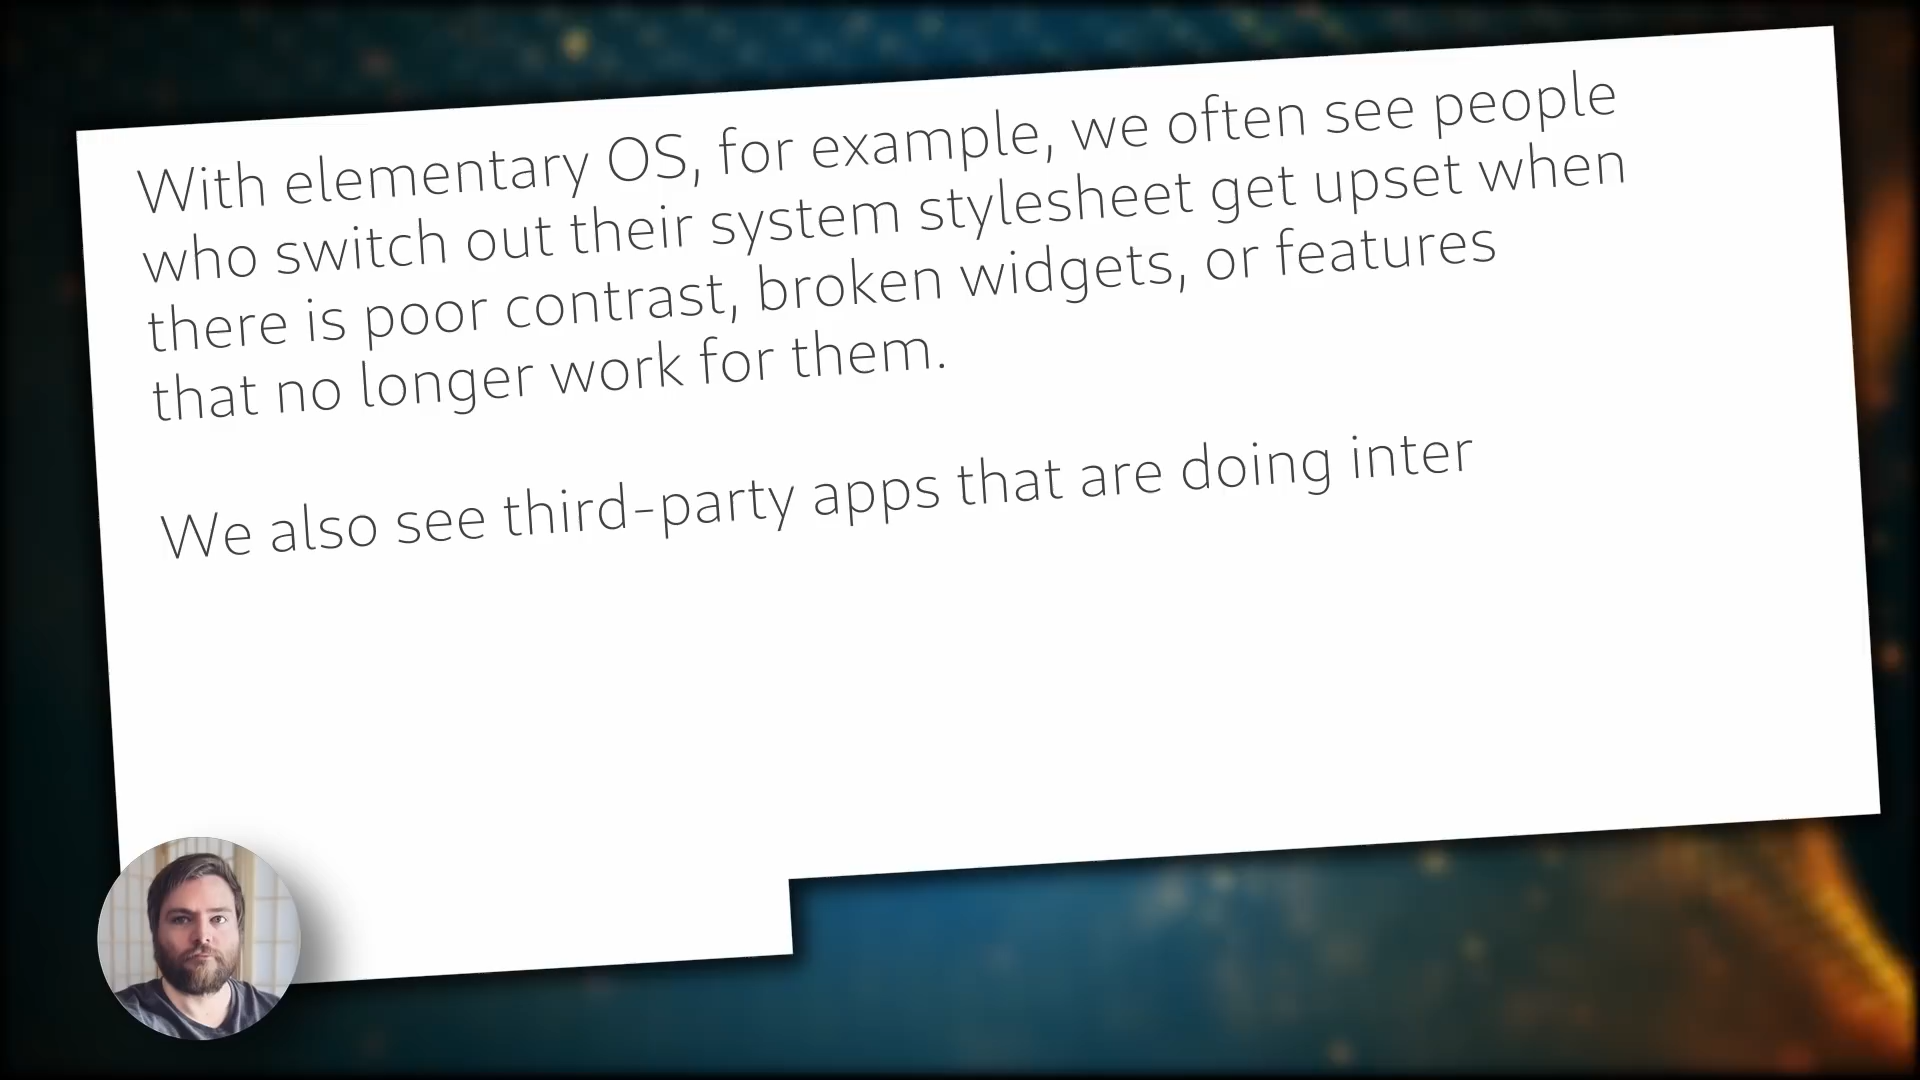 With elementary OS, for example, we often see people
who switch out their system stylesheet get upset when
there is poor contrast, broken widgets, or features
that no longer work for them.
We also see third-party apps that are doing inter